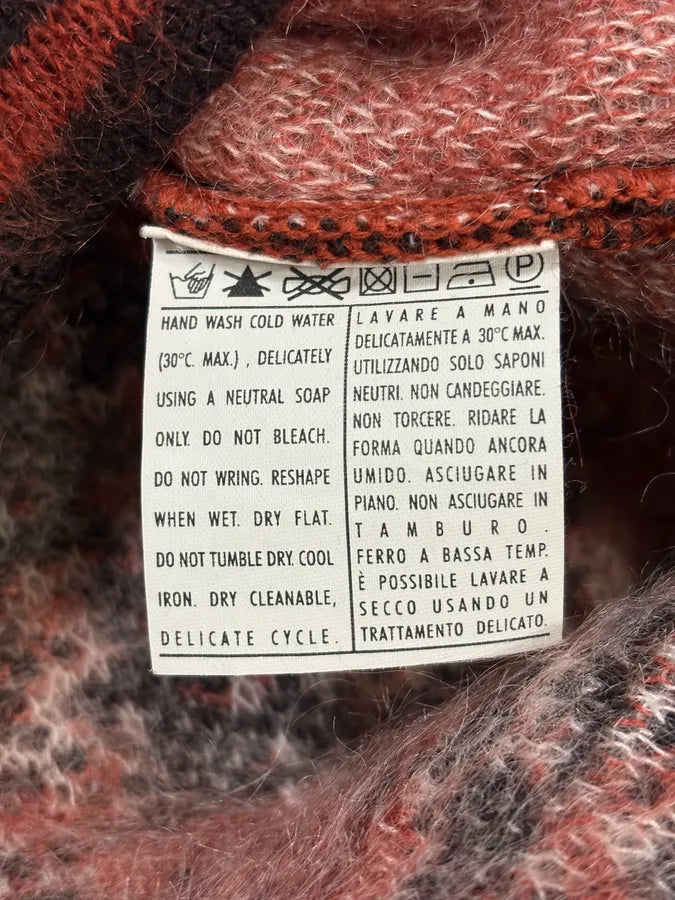 P
HAND WASH COLD WATER
(30°C. MAX.) , DELICATELY
USING A NEUTRAL SOAP
ONLY. DO NOT BLEACH.
DO NOT WRING. RESHAPE
WHEN WET. DRY FLAT.
DO NOT TUMBLE DRY. COOL
IRON. DRY CLEANABLE,
DELICATE CYCLE.
LAVARE A MANO
DELICATAMENTE A 30°C MAX.
UTILIZZANDO SOLO SAPONI
NEUTRI. NON CANDEGGIARE.
NON TORCERE. RIDARE LA
FORMA QUANDO ANCORA
UMIDO. ASCIUGARE IN
PIANO. NON ASCIUGARE IN
TAMBURO.
FERRO A BASSA TEMP.
È POSSIBILE LAVARE A
SECCO USANDO UN
TRATTAMENTO DELICATO.